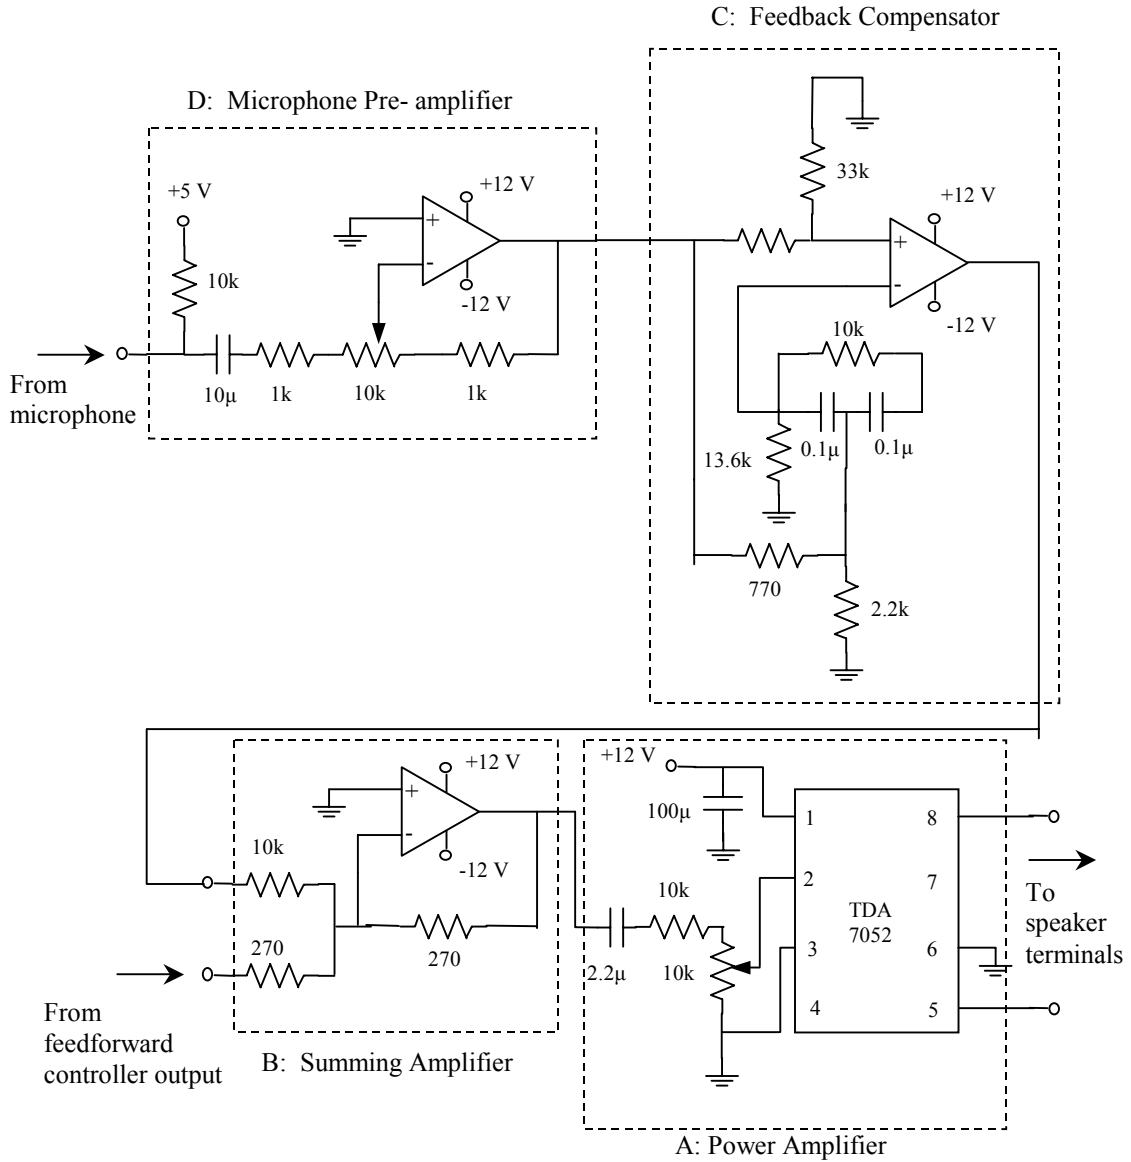 C: Feedback Compensator
D: Microphone Pre- amplifier
+5 V
10k
+
-
+12 V
-12 V
From
microphone
10µ
1k
10k
1k
33k
+
-
+12 V
-12 V
10k
13.6k
0.1µ
0.1µ
770
2.2k
+
-
+12 V
-12 V
10k
270
270
From
feedforward
controller output
B: Summing Amplifier
+12 V
100µ
2.2µ
10k
10k
1
2
3
4
8
7
6
5
TDA
7052
To
speaker
terminals
A: Power Amplifier